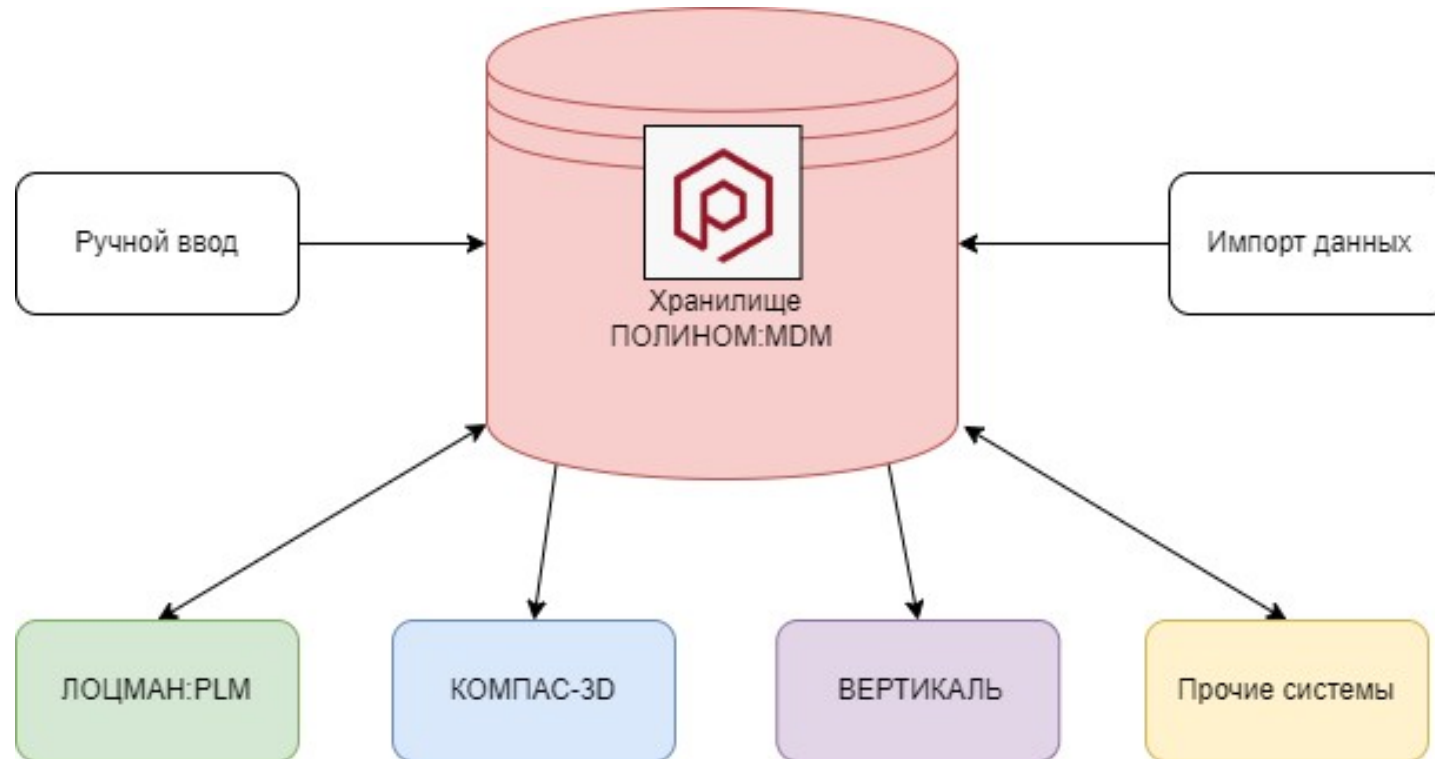 Ручной ввод
Хранилище
ПОЛИНОМ:MDM
Импорт данных
ЛОЦМАН:PLM
КОМПАС-3D
ВЕРТИКАЛЬ
Прочие системы